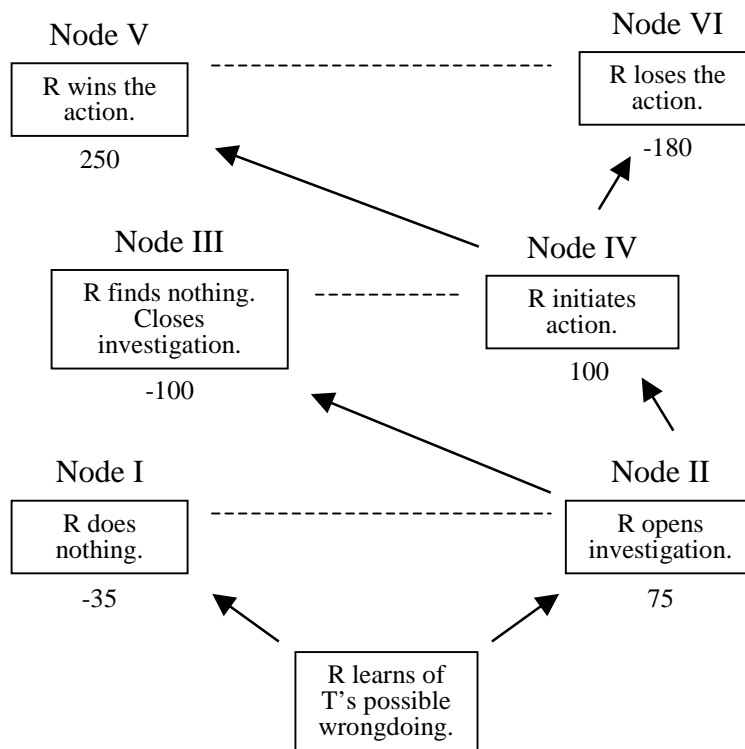 Node V
R wins the
action.
250
Node VI
R loses the
action.
-180
Node III
R finds nothing.
Closes
investigation.
-100
Node IV
R initiates
action.
100
Node I
R does
nothing.
-35
Node II
R opens
investigation.
75
R learns of
T's possible
wrongdoing.